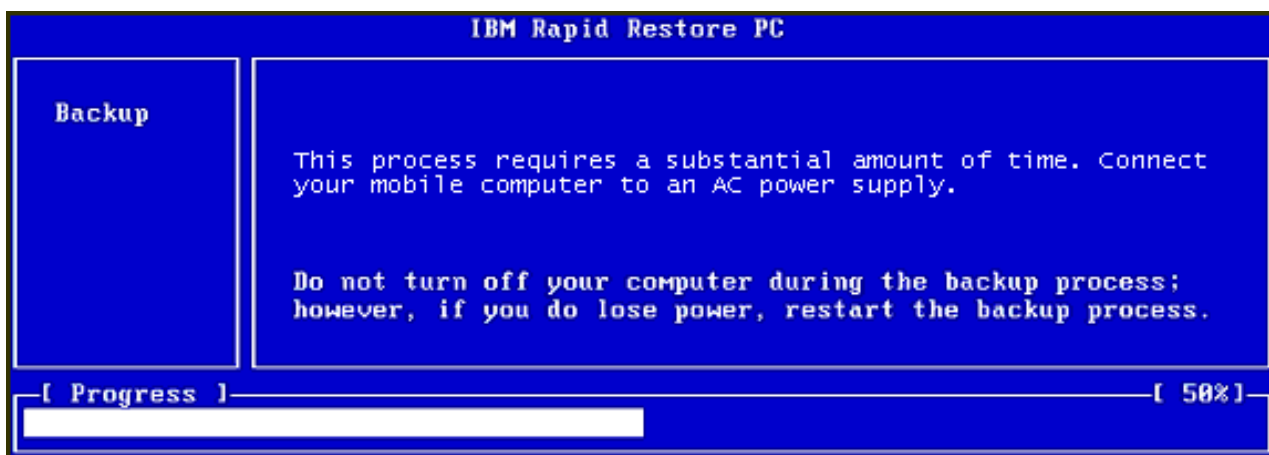 IBM Rapid Restore PC
Backup
This process requires a substantial amount of time. Connect
your mobile computer to an AC power supply.
Do not turn off your computer during the backup process;
however, if you do lose power, restart the backup process.
[ Progress ]
[ 50%]